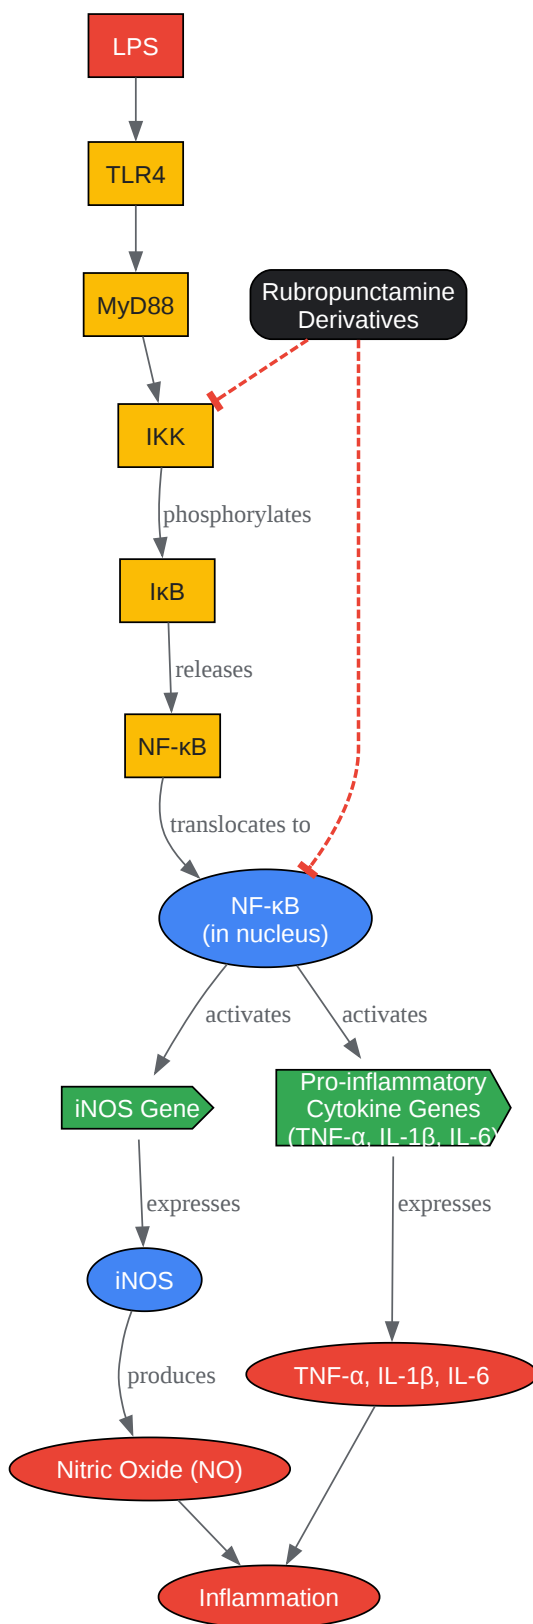 LPS
TLR4
MyD88
Rubropunctamine
Derivatives
IKK
phosphorylates
IκB
releases
NF-κB
translocates to
NF-κB
(in nucleus)
activates
activates
iNOS Gene
Pro-inflammatory
Cytokine Genes
(TNF-α, IL-1β, IL-6)
expresses
expresses
iNOS
produces
TNF-α, IL-1β, IL-6
Nitric Oxide (NO)
Inflammation